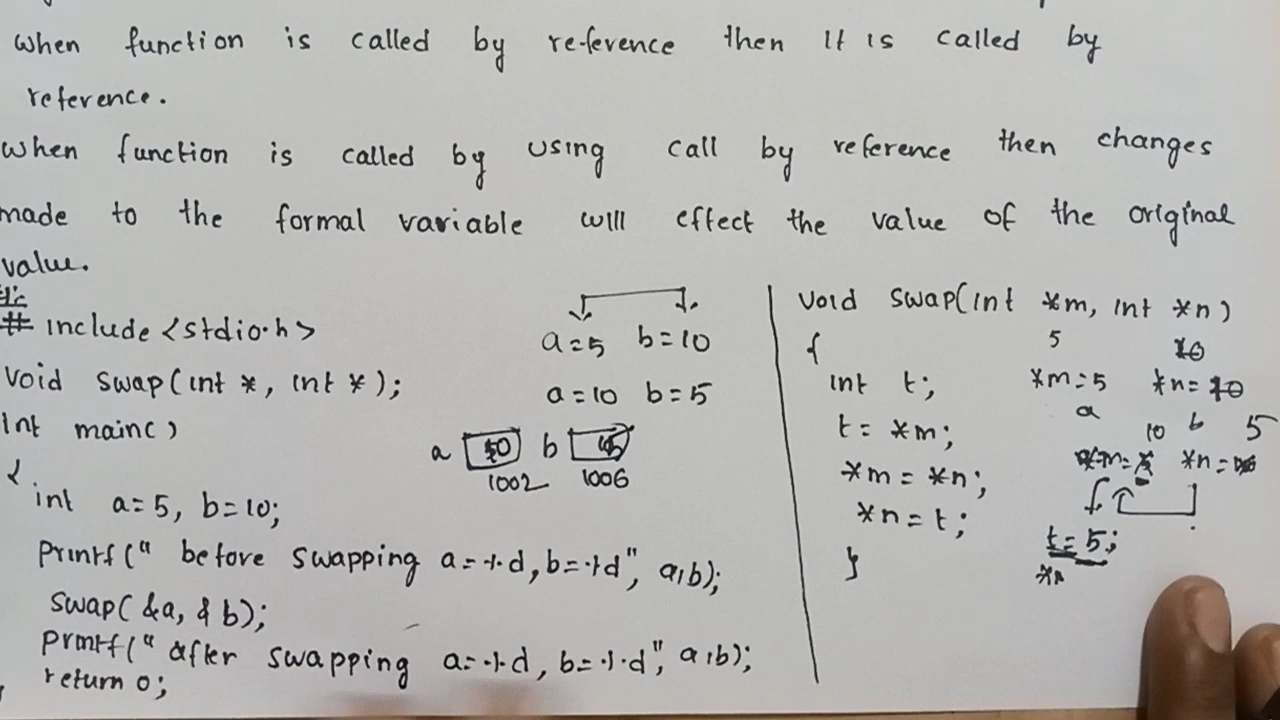 when function is called by reference then it is called by
reference.
when function is called by using call by reference then changes
made to the formal variable will effect the value of the original
value.
# include <stdio.h>
void swap(int *, int *);
int main()
{
int a=5, b=10;
printf(" before swapping a=%d, b=%d", a,b);
swap(&a, &b);
printf(" after swapping a=%d, b=%d", a,b);
return 0;
a=5 b=10
a=10 b=5
a b
1002 1006
void swap(int *m, int *n)
{
int t;
t= *m;
*m = *n;
*n = t;
}
5 10
*m=5 *n=10
a b
10 5
*m= *n=
t=5;
*n